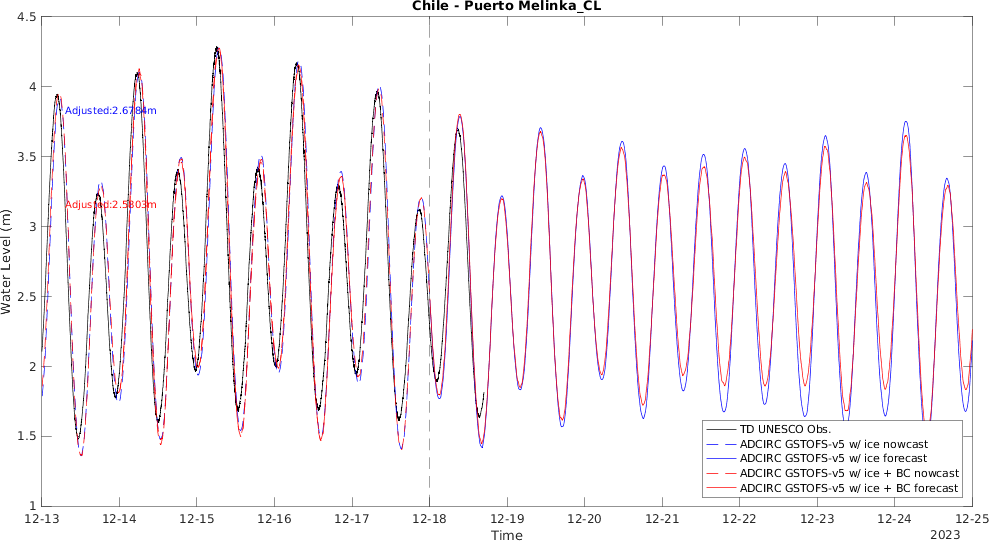 Chile - Puerto Melinka_CL
Water Level (m)
4.5
4
3.5
3
2.5
2
1.5
1
Adjusted:2.6784m
Adjusted:2.5803m
TD UNESCO Obs.
ADCIRC GSTOFS-v5 w/ ice nowcast
ADCIRC GSTOFS-v5 w/ ice forecast
ADCIRC GSTOFS-v5 w/ ice + BC nowcast
ADCIRC GSTOFS-v5 w/ ice + BC forecast
12-13 12-14 12-15 12-16 12-17 12-18 12-19 12-20 12-21 12-22 12-23 12-24 12-25
Time
2023